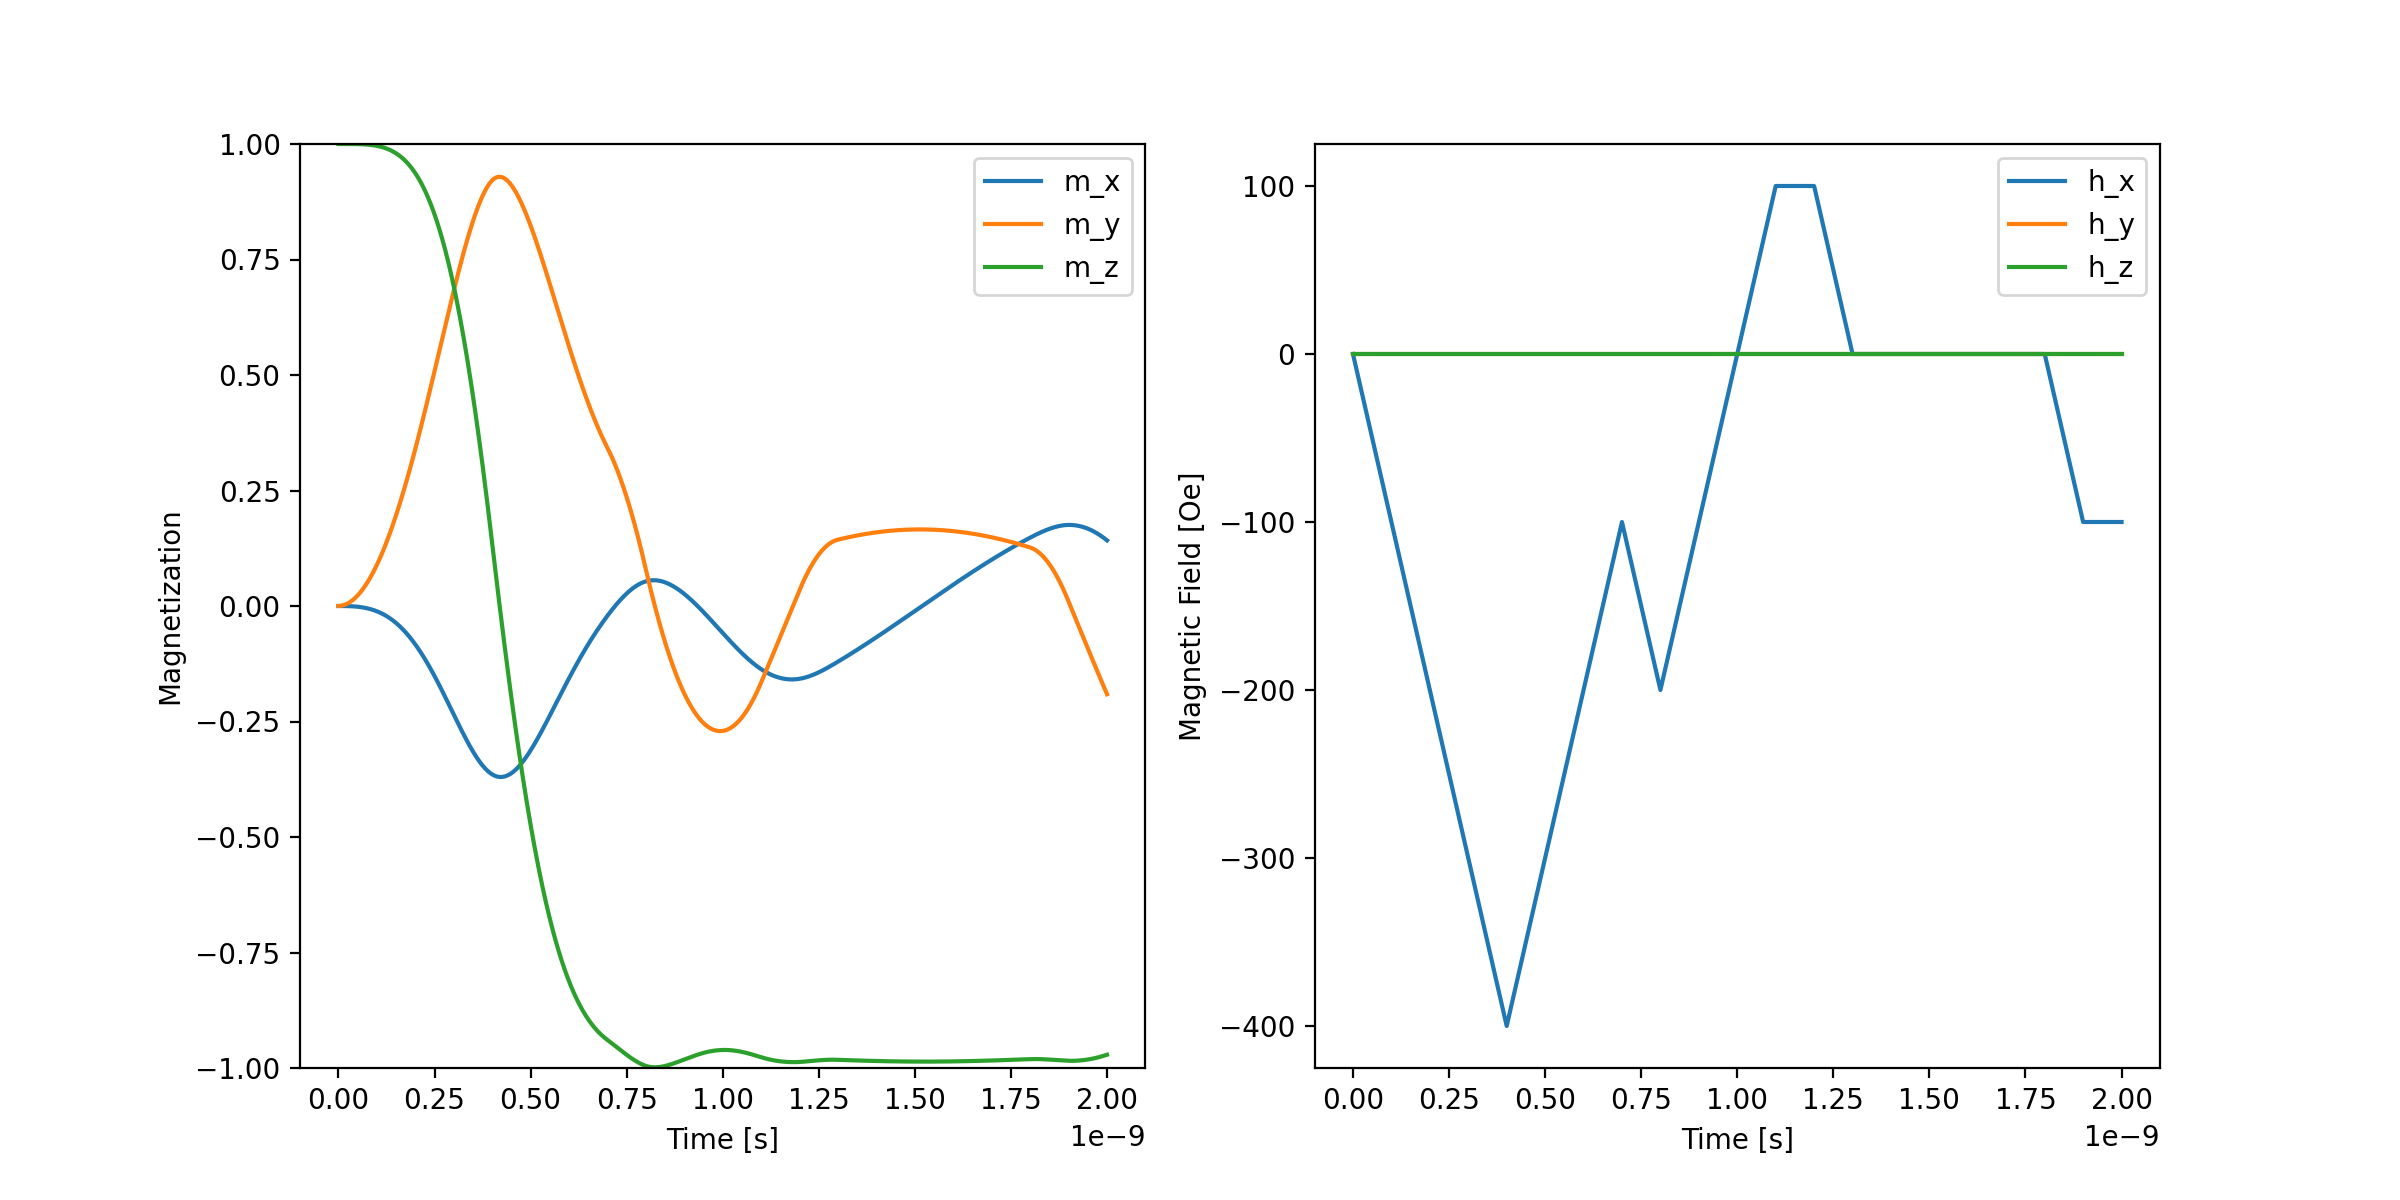 1.00
0.75
0.50
0.25
0.00
−0.25
−0.50
−0.75
−1.00
Magnetization
m_x
m_y
m_z
0.00 0.25 0.50 0.75 1.00 1.25 1.50 1.75 2.00
Time [s]
1e−9
100
0
−100
−200
−300
−400
Magnetic Field [Oe]
h_x
h_y
h_z
0.00 0.25 0.50 0.75 1.00 1.25 1.50 1.75 2.00
Time [s]
1e−9